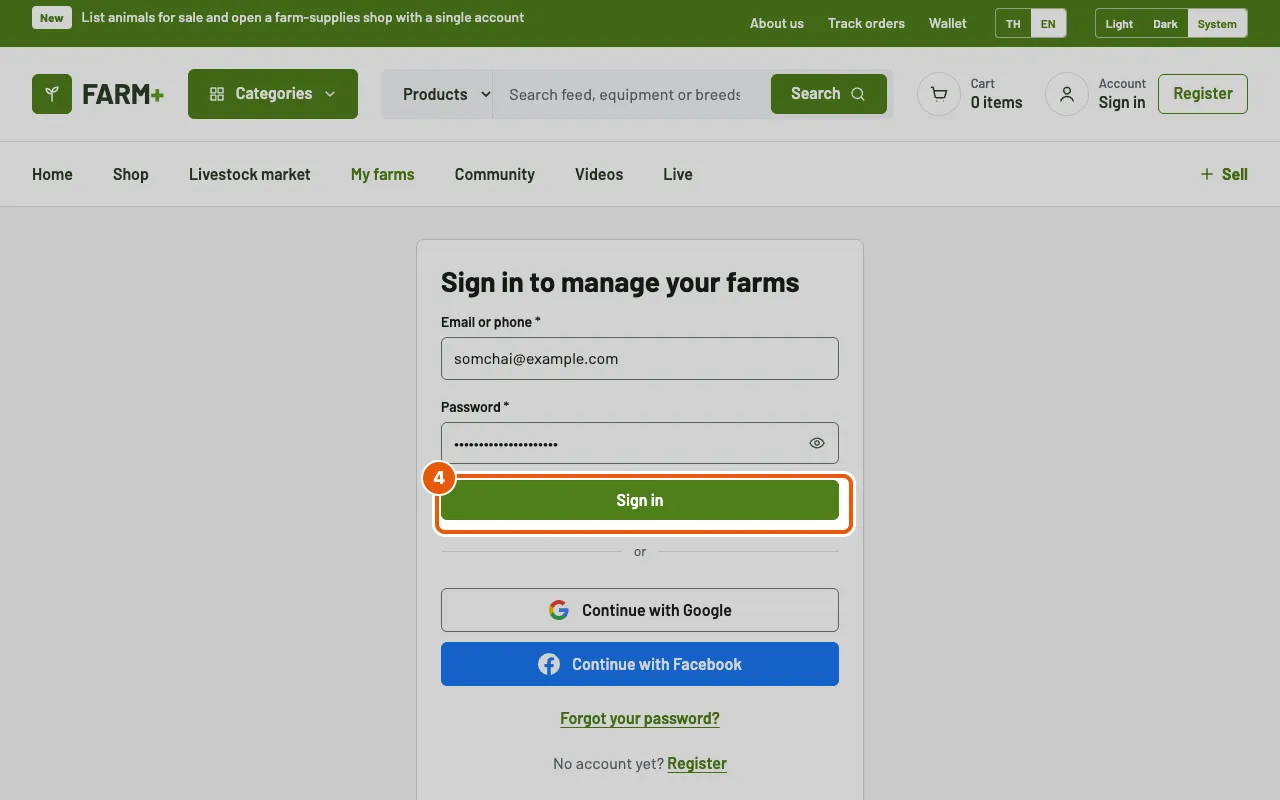 New List animals for sale and open a farm-supplies shop with a single account
About us Track orders Wallet TH EN Light Dark System
FARM+ Categories Products Search feed, equipment or breeds Search
Cart
0 items
Account
Sign in
Register
Home Shop Livestock market My farms Community Videos Live + Sell
Sign in to manage your farms
Email or phone *
somchai@example.com
Password *
•••••••••••••••••••••
4
Sign in
or
Continue with Google
Continue with Facebook
Forgot your password?
No account yet? Register